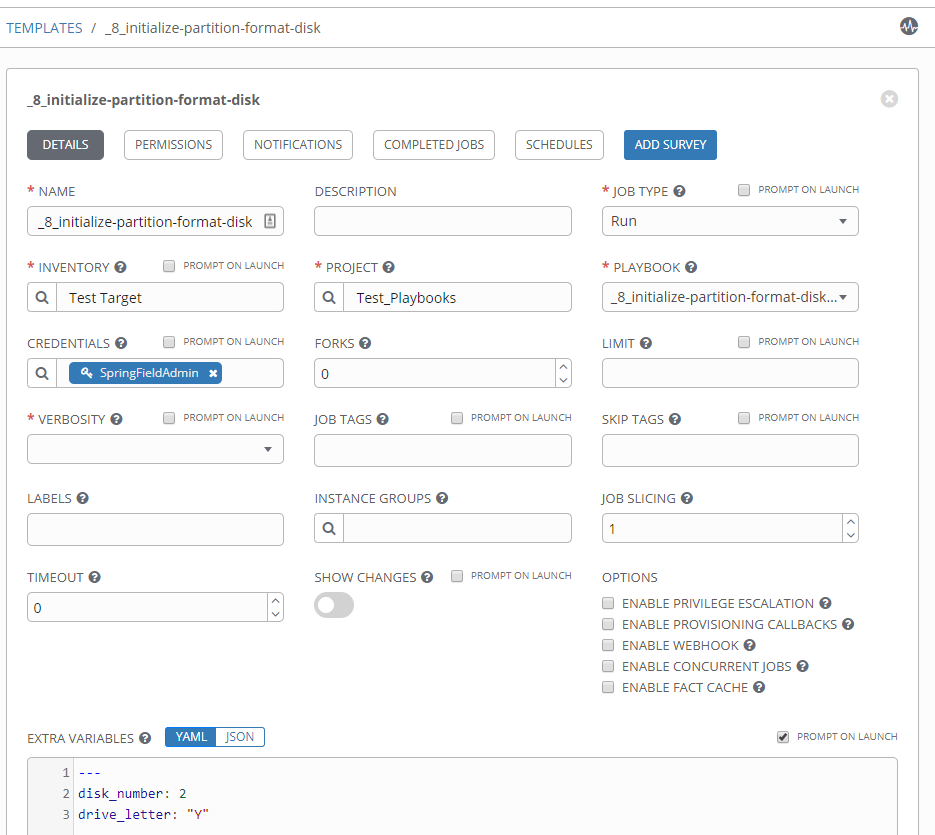 TEMPLATES / _8_initialize-partition-format-disk
_8_initialize-partition-format-disk
DETAILS PERMISSIONS NOTIFICATIONS COMPLETED JOBS SCHEDULES ADD SURVEY
* NAME DESCRIPTION * JOB TYPE ? PROMPT ON LAUNCH
_8_initialize-partition-format-disk Run
* INVENTORY ? PROMPT ON LAUNCH * PROJECT ? * PLAYBOOK ?
Test Target Test_Playbooks _8_initialize-partition-format-disk...
CREDENTIALS ? PROMPT ON LAUNCH FORKS ? LIMIT ? PROMPT ON LAUNCH
SpringFieldAdmin × 0
* VERBOSITY ? PROMPT ON LAUNCH JOB TAGS ? PROMPT ON LAUNCH SKIP TAGS ? PROMPT ON LAUNCH
LABELS ? INSTANCE GROUPS ? JOB SLICING ?
1
TIMEOUT ? SHOW CHANGES ? PROMPT ON LAUNCH OPTIONS
0
ENABLE PRIVILEGE ESCALATION ?
ENABLE PROVISIONING CALLBACKS ?
ENABLE WEBHOOK ?
ENABLE CONCURRENT JOBS ?
ENABLE FACT CACHE ?
EXTRA VARIABLES ? YAML JSON PROMPT ON LAUNCH
1 ---
2 disk_number: 2
3 drive_letter: "Y"